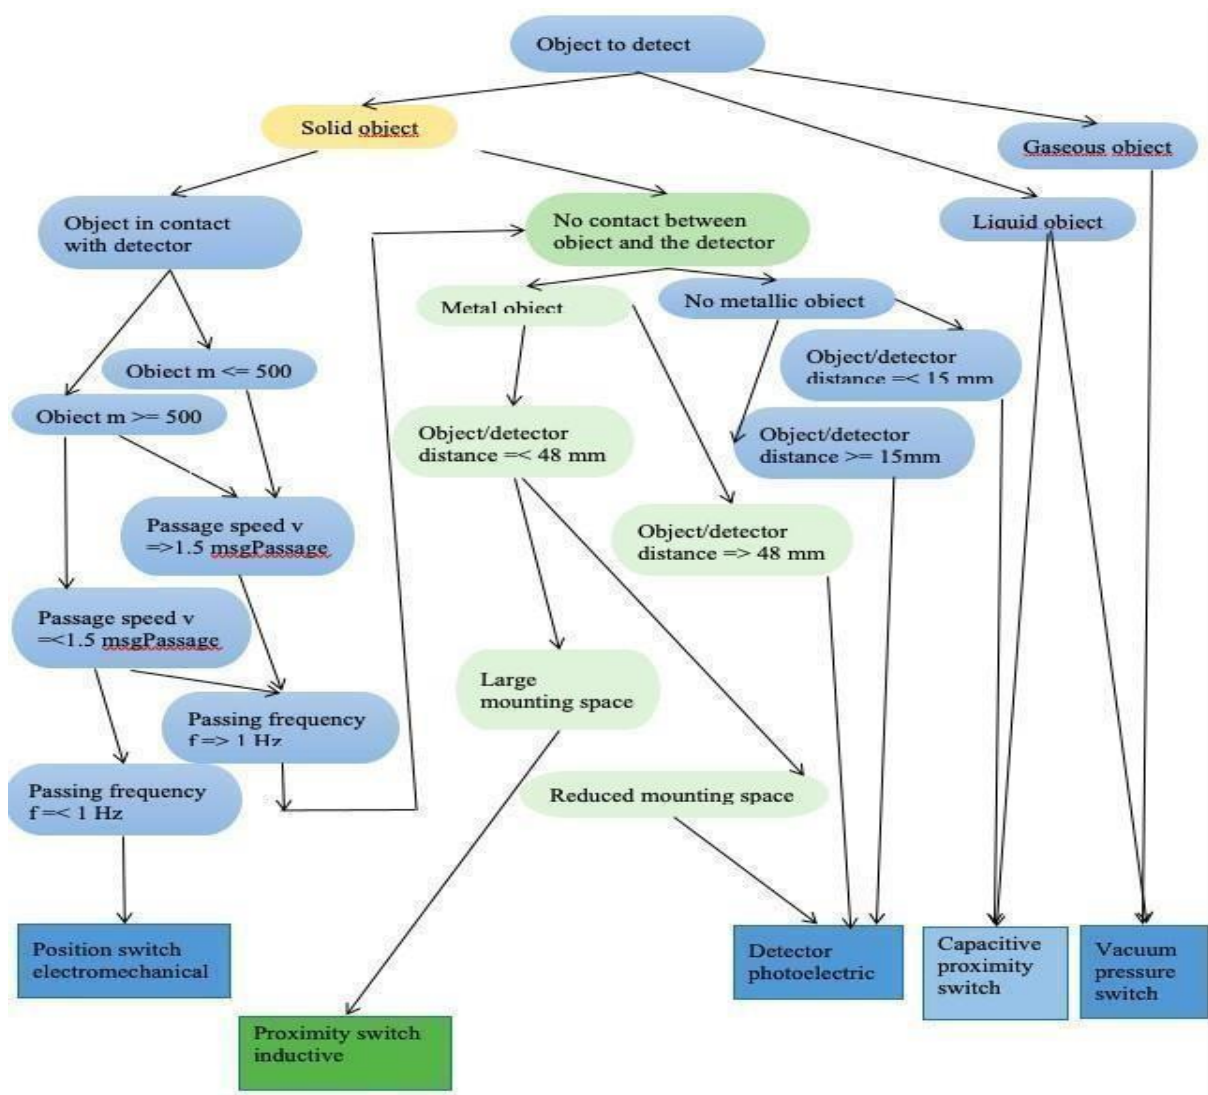 Object to detect
Solid object
Gaseous object
Object in contact
with detector
No contact between
object and the detector
Liquid object
Metal object
No metallic object
Object m <= 500
Object/detector
distance =< 15 mm
Object m >= 500
Object/detector
distance =< 48 mm
Object/detector
distance >= 15mm
Passage speed v
=>1.5 msgPassage
Object/detector
distance => 48 mm
Passage speed v
=<1.5 msgPassage
Large
mounting space
Passing frequency
f => 1 Hz
Passing frequency
f =< 1 Hz
Reduced mounting space
Position switch
electromechanical
Detector
photoelectric
Capacitive
proximity
switch
Vacuum
pressure
switch
Proximity switch
inductive